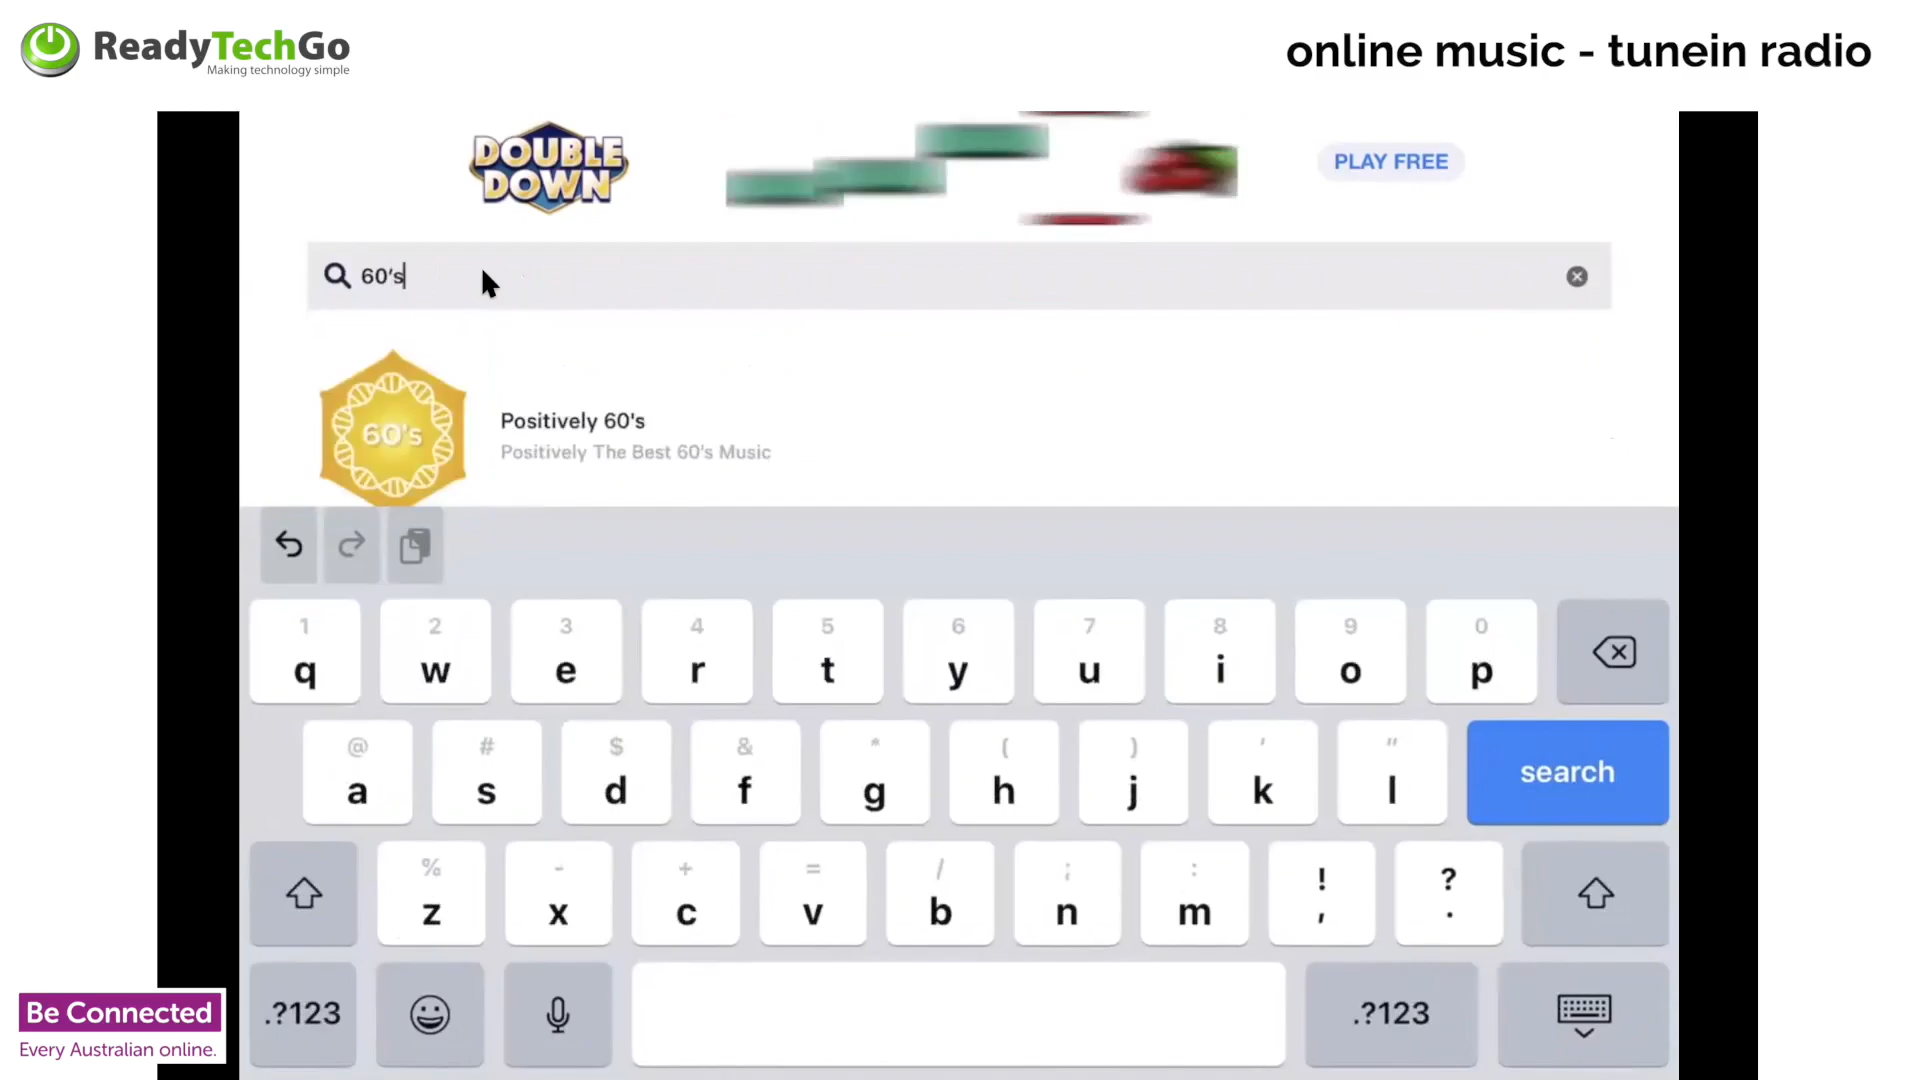 ReadyTechGo
Making technology simple
online music - tunein radio
DOUBLE
DOWN
PLAY FREE
60's
60's
Positively 60's
Positively The Best 60's Music
1 2 3 4 5 6 7 8 9 0
q w e r t y u i o p
@ # $ & * ( ) ' "
a s d f g h j k l
search
% - + = / ; : ! ?
z x c v b n m , .
.?123
.?123
Be Connected
Every Australian online.